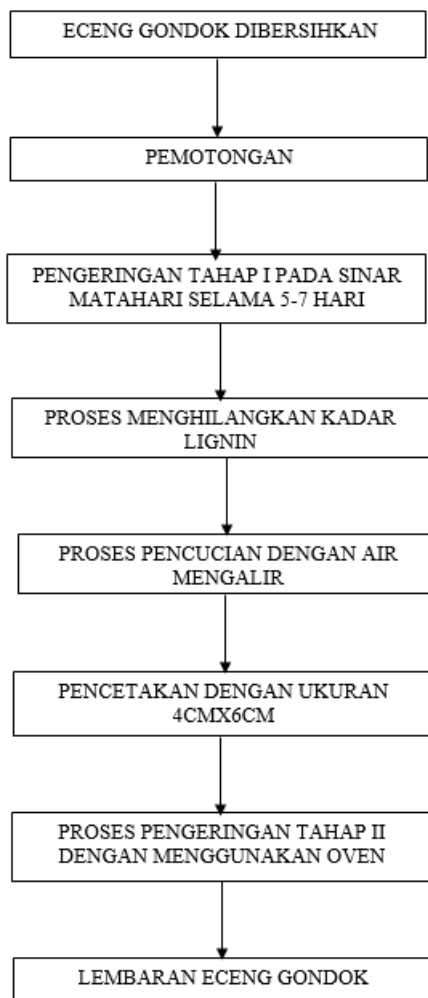 ECENG GONDOK DIBERSIHKAN
PEMOTONGAN
PENGERINGAN TAHAP I PADA SINAR
MATAHARI SELAMA 5-7 HARI
PROSES MENGHILANGKAN KADAR
LIGNIN
PROSES PENCUCIAN DENGAN AIR
MENGALIR
PENCETAKAN DENGAN UKURAN
4CMX6CM
PROSES PENGERINGAN TAHAP II
DENGAN MENGGUNAKAN OVEN
LEMBARAN ECENG GONDOK